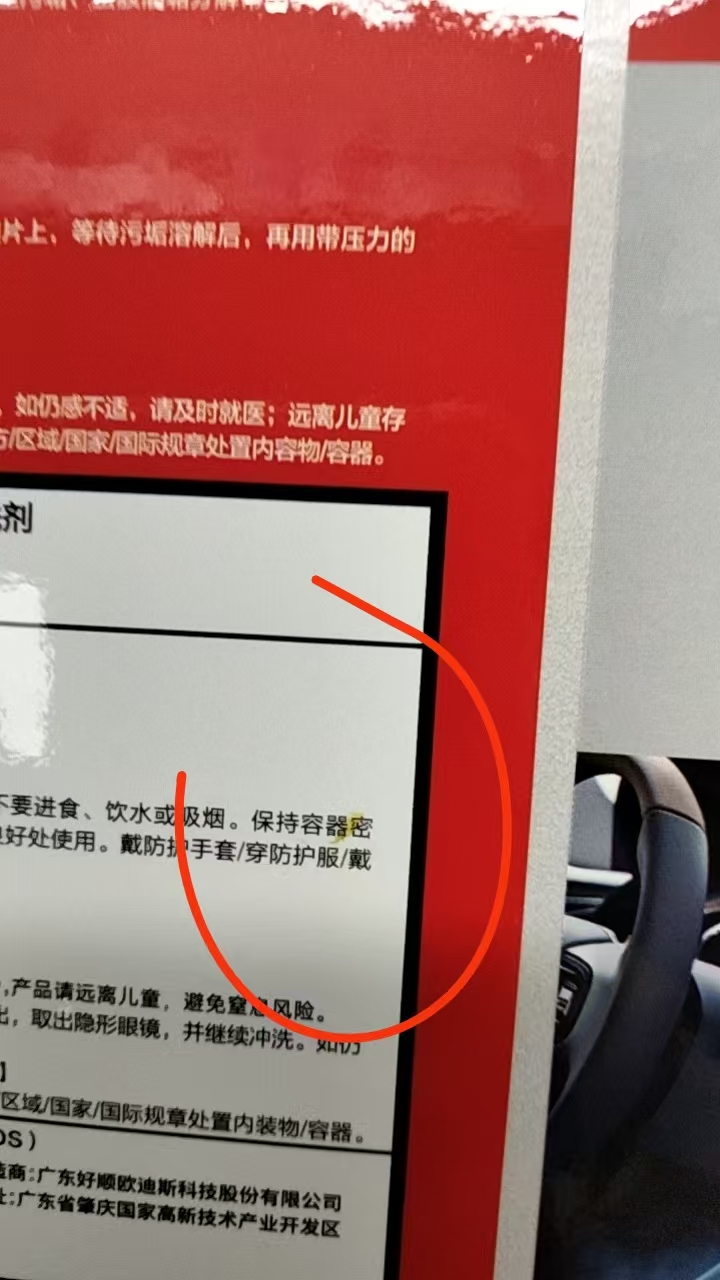 片上，等待污垢溶解后，再用带压力的
，如仍感不适，请及时就医；远离儿童存
/区域/国家/国际规章处置内容物/容器。
剂
不要进食、饮水或吸烟。保持容器密
好处使用。戴防护手套/穿防护服/戴
,产品请远离儿童，避免窒息风险。
出，取出隐形眼镜，并继续冲洗。如仍
】
区域/国家/国际规章处置内装物/容器。
DS）
造商:广东好顺欧迪斯科技股份有限公司
址:广东省肇庆国家高新技术产业开发区